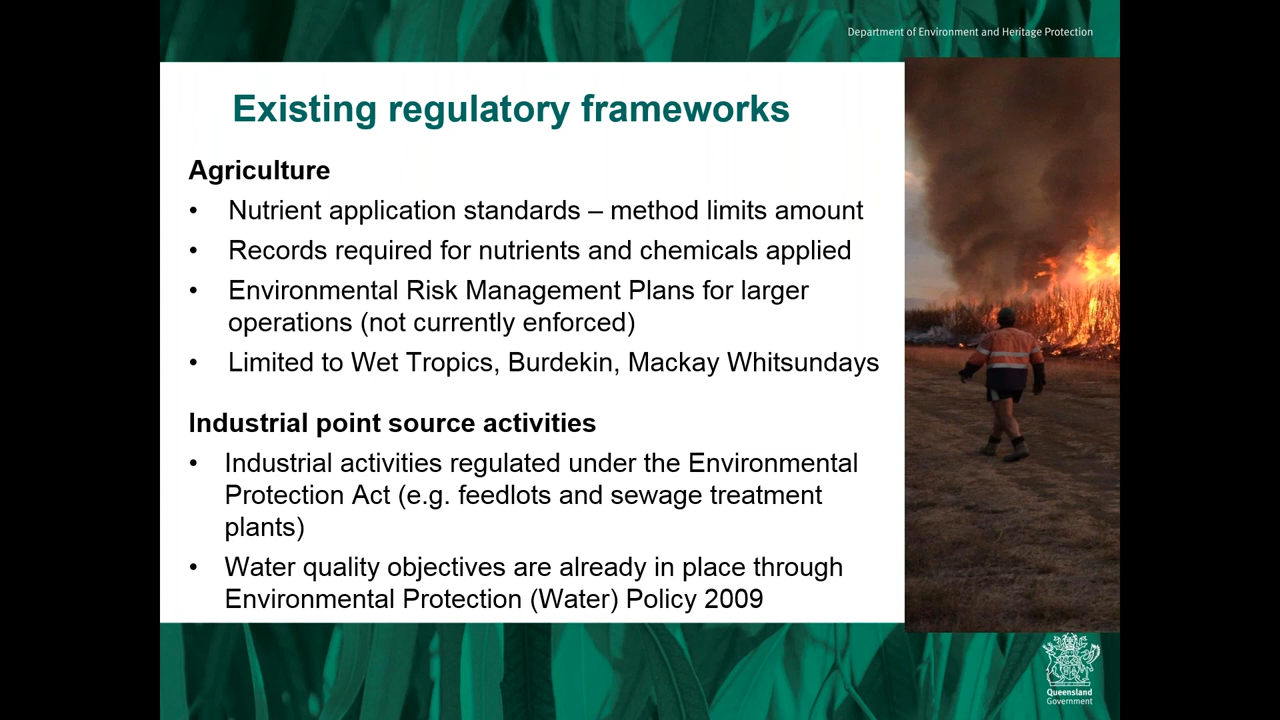 Department of Environment and Heritage Protection
Existing regulatory frameworks
Agriculture
• Nutrient application standards – method limits amount
• Records required for nutrients and chemicals applied
• Environmental Risk Management Plans for larger
operations (not currently enforced)
• Limited to Wet Tropics, Burdekin, Mackay Whitsundays
Industrial point source activities
• Industrial activities regulated under the Environmental
Protection Act (e.g. feedlots and sewage treatment
plants)
• Water quality objectives are already in place through
Environmental Protection (Water) Policy 2009
Queensland
Government